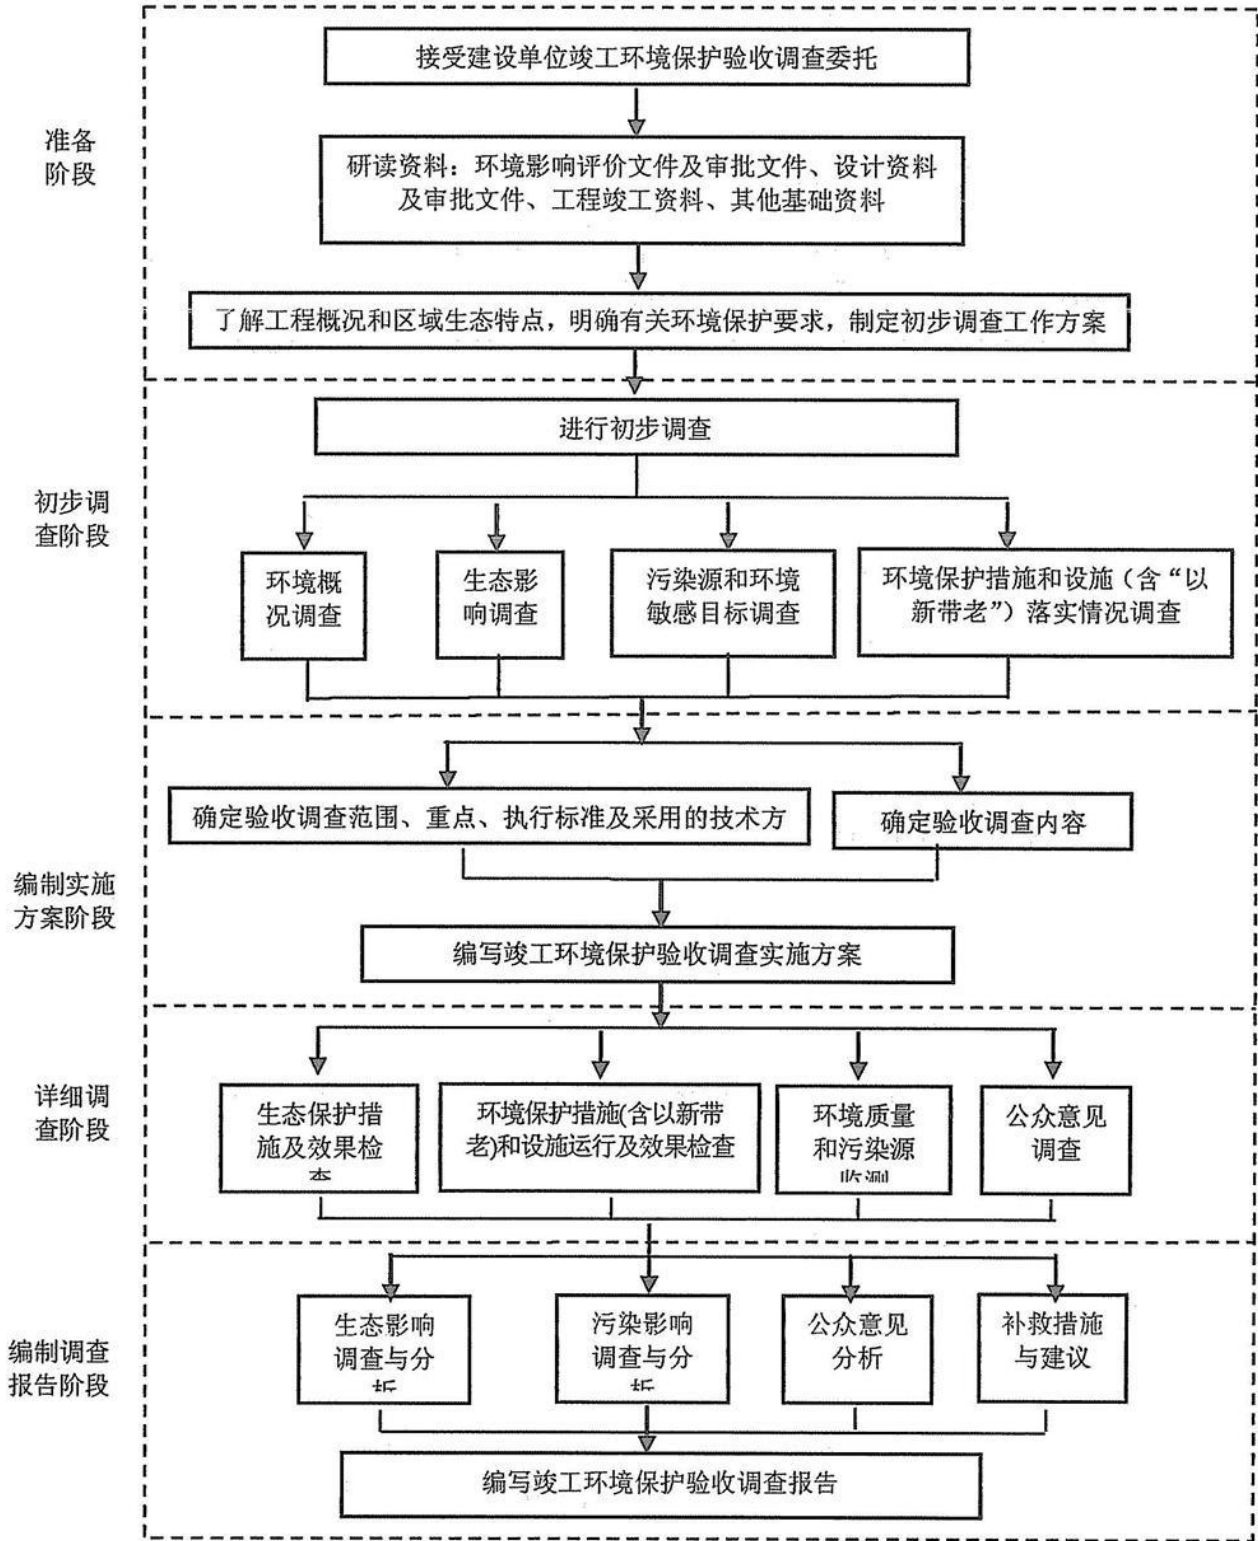 接受建设单位竣工环境保护验收调查委托
准备
阶段
研读资料：环境影响评价文件及审批文件、设计资料
及审批文件、工程竣工资料、其他基础资料
了解工程概况和区域生态特点，明确有关环境保护要求，制定初步调查工作方案
进行初步调查
初步调
查阶段
环境概
况调查
生态影
响调查
污染源和环境
敏感目标调查
环境保护措施和设施（含“以
新带老”）落实情况调查
确定验收调查范围、重点、执行标准及采用的技术方
确定验收调查内容
编制实施
方案阶段
编写竣工环境保护验收调查实施方案
详细调
查阶段
生态保护措
施及效果检
查
环境保护措施(含以新带
老)和设施运行及效果检查
环境质量
和污染源
监测
公众意见
调查
编制调查
报告阶段
生态影响
调查与分
析
污染影响
调查与分
析
公众意见
分析
补救措施
与建议
编写竣工环境保护验收调查报告